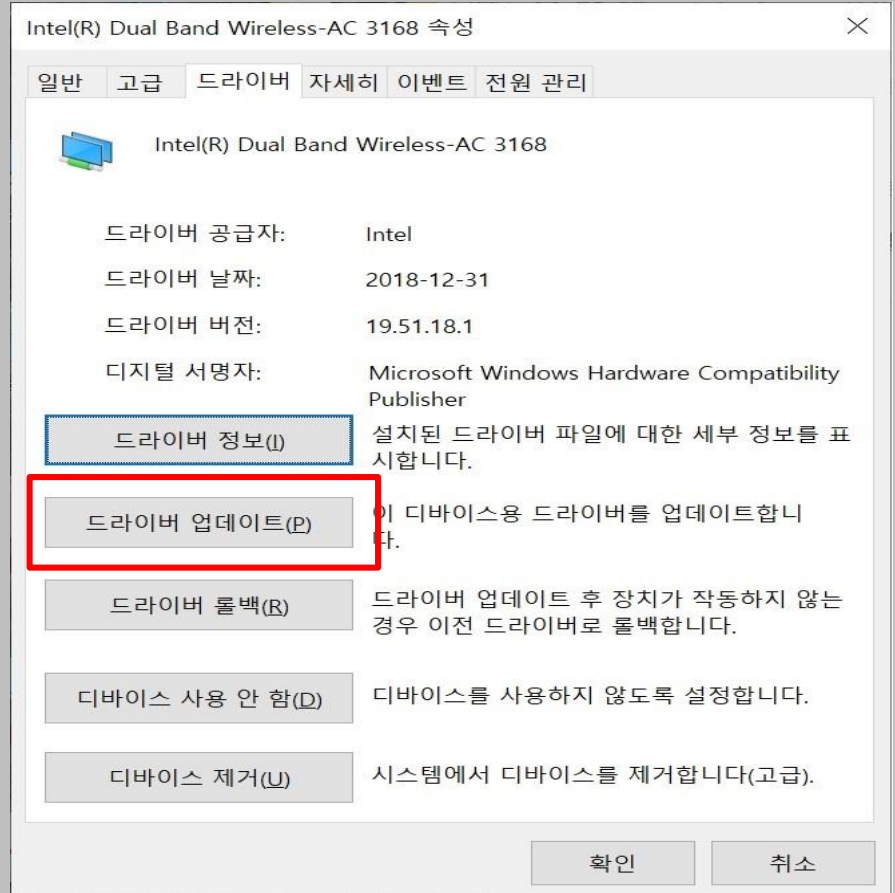 Intel(R) Dual Band Wireless-AC 3168 속성
일반 고급 드라이버 자세히 이벤트 전원 관리
Intel(R) Dual Band Wireless-AC 3168
드라이버 공급자: Intel
드라이버 날짜: 2018-12-31
드라이버 버전: 19.51.18.1
디지털 서명자: Microsoft Windows Hardware Compatibility
Publisher
드라이버 정보(I)
설치된 드라이버 파일에 대한 세부 정보를 표
시합니다.
드라이버 업데이트(P)
이 디바이스용 드라이버를 업데이트합니
다.
드라이버 롤백(R)
드라이버 업데이트 후 장치가 작동하지 않는
경우 이전 드라이버로 롤백합니다.
디바이스 사용 안 함(D)
디바이스를 사용하지 않도록 설정합니다.
디바이스 제거(U)
시스템에서 디바이스를 제거합니다(고급).
확인 취소